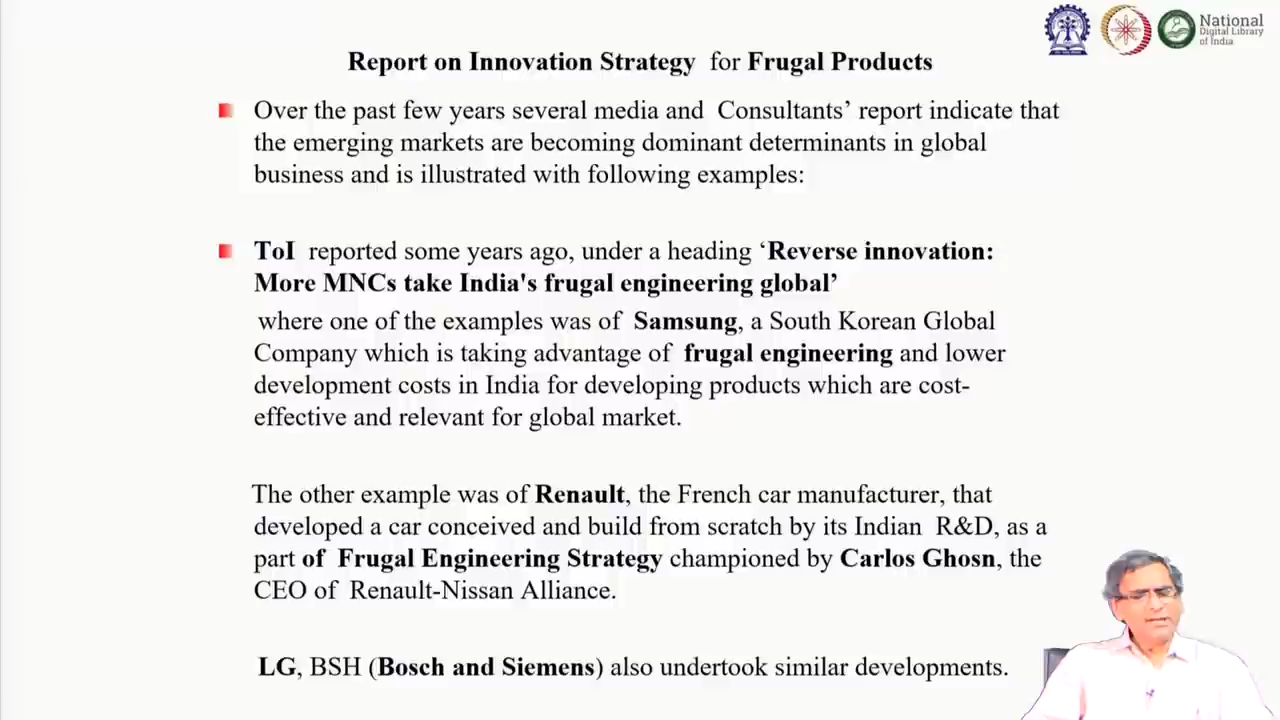 National
Digital Library
of India
Report on Innovation Strategy for Frugal Products
Over the past few years several media and Consultants’ report indicate that
the emerging markets are becoming dominant determinants in global
business and is illustrated with following examples:
ToI reported some years ago, under a heading ‘Reverse innovation:
More MNCs take India's frugal engineering global’
where one of the examples was of Samsung, a South Korean Global
Company which is taking advantage of frugal engineering and lower
development costs in India for developing products which are cost-
effective and relevant for global market.
The other example was of Renault, the French car manufacturer, that
developed a car conceived and build from scratch by its Indian R&D, as a
part of Frugal Engineering Strategy championed by Carlos Ghosn, the
CEO of Renault-Nissan Alliance.
LG, BSH (Bosch and Siemens) also undertook similar developments.